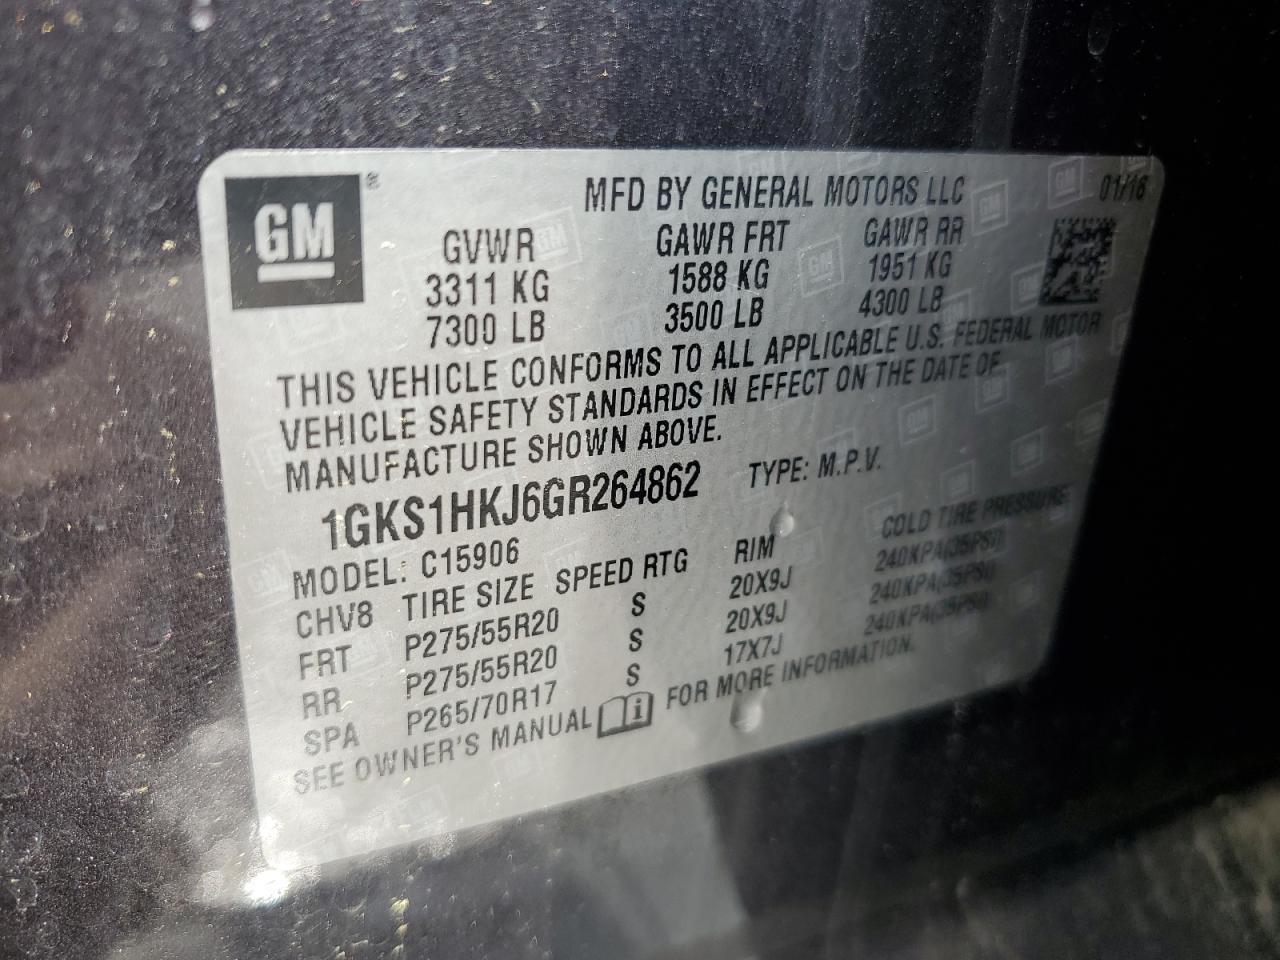 GM ®
MFD BY GENERAL MOTORS LLC 01/16
GVWR GAWR FRT GAWR RR
3311 KG 1588 KG 1951 KG
7300 LB 3500 LB 4300 LB
THIS VEHICLE CONFORMS TO ALL APPLICABLE U.S. FEDERAL MOTOR
VEHICLE SAFETY STANDARDS IN EFFECT ON THE DATE OF
MANUFACTURE SHOWN ABOVE.
1GKS1HKJ6GR264862 TYPE: M.P.V.
MODEL: C15906
CHV8 TIRE SIZE SPEED RTG RIM COLD TIRE PRESSURE
FRT P275/55R20 S 20X9J 240KPA(35PSI)
RR P275/55R20 S 20X9J 240KPA(35PSI)
SPA P265/70R17 S 17X7J 240KPA(35PSI)
SEE OWNER'S MANUAL i FOR MORE INFORMATION.